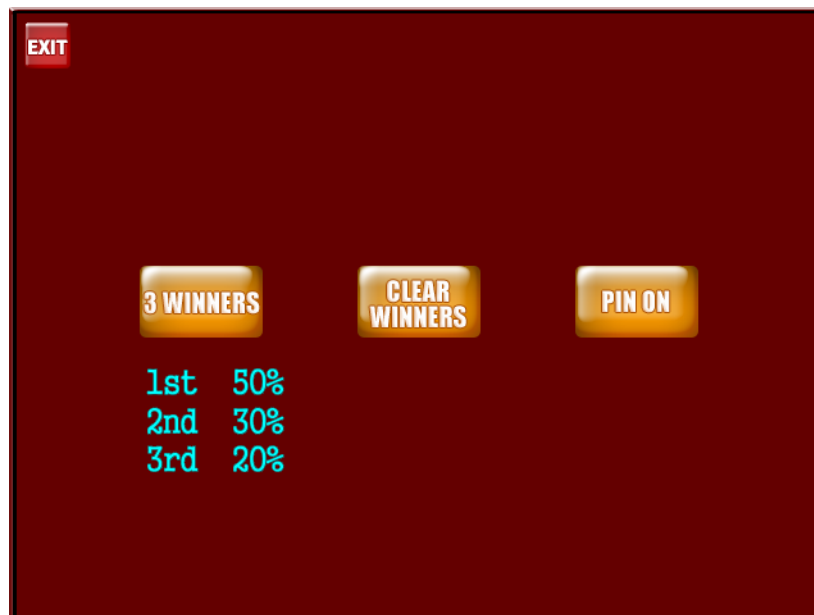 EXIT
3 WINNERS
CLEAR
WINNERS
PIN ON
1st 50%
2nd 30%
3rd 20%